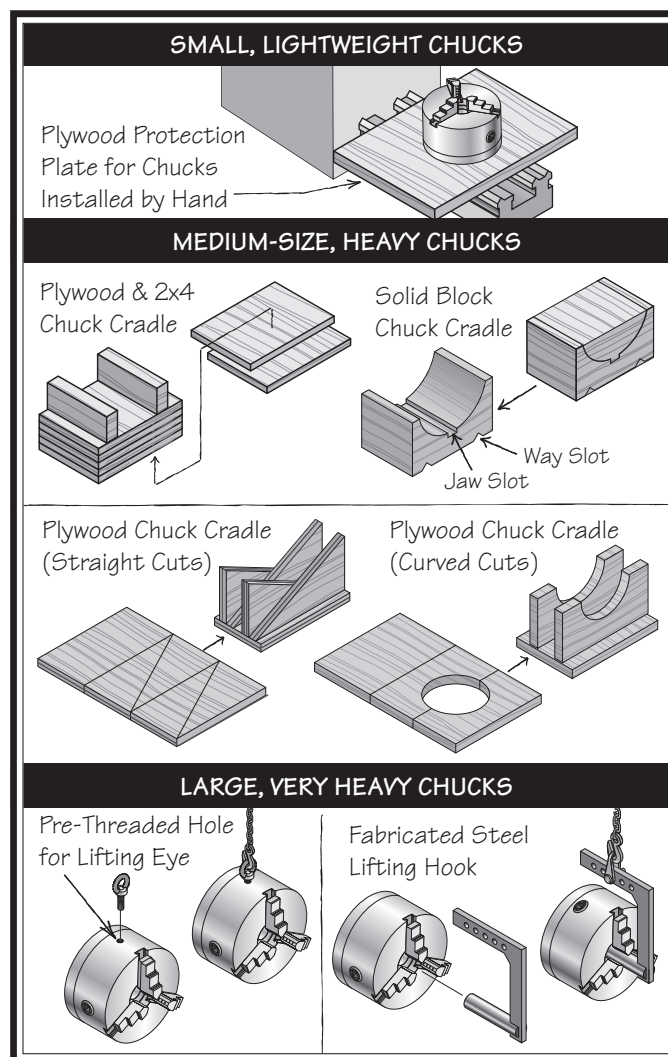 SMALL, LIGHTWEIGHT CHUCKS
Plywood Protection
Plate for Chucks
Installed by Hand
MEDIUM-SIZE, HEAVY CHUCKS
Plywood & 2x4
Chuck Cradle
Solid Block
Chuck Cradle
Way Slot
Jaw Slot
Plywood Chuck Cradle
(Straight Cuts)
Plywood Chuck Cradle
(Curved Cuts)
LARGE, VERY HEAVY CHUCKS
Pre-Threaded Hole
for Lifting Eye
Fabricated Steel
Lifting Hook